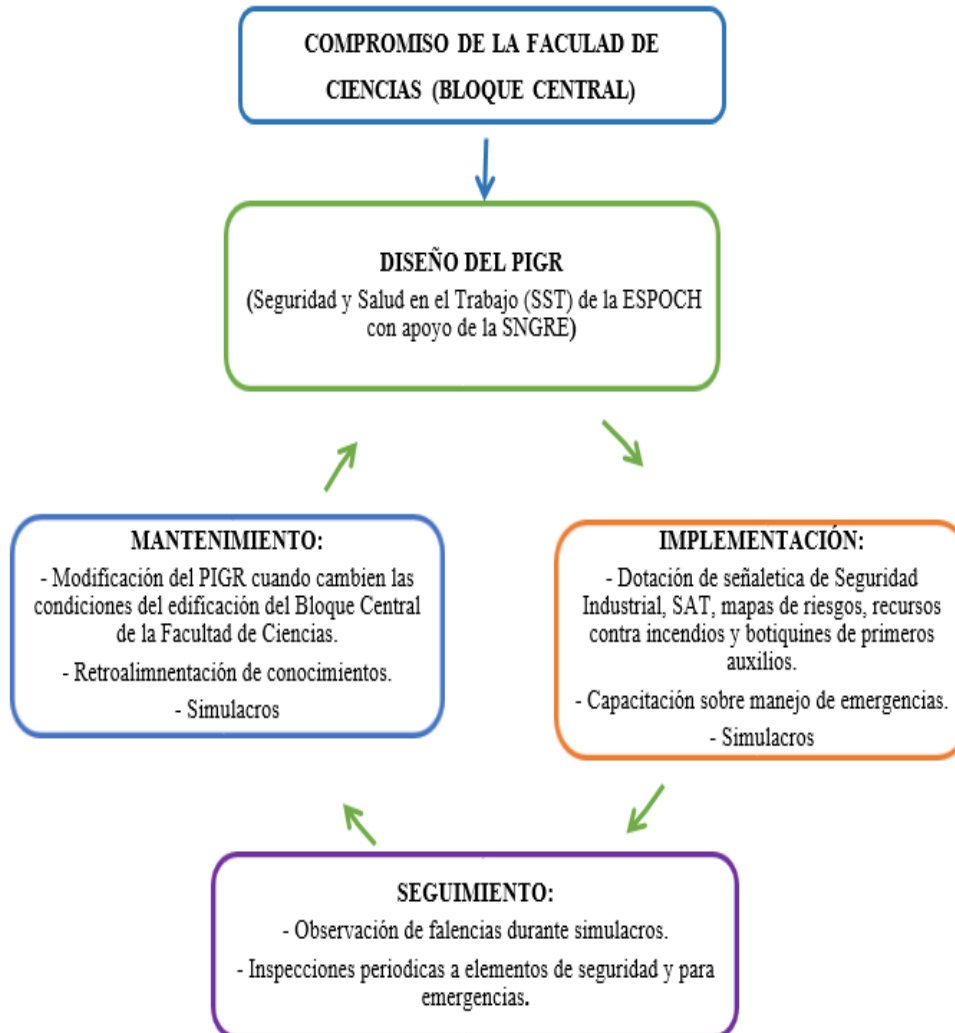 COMPROMISO DE LA FACULAD DE
CIENCIAS (BLOQUE CENTRAL)
DISEÑO DEL PIGR
(Seguridad y Salud en el Trabajo (SST) de la ESPOCH
con apoyo de la SNGRE)
MANTENIMIENTO:
- Modificación del PIGR cuando cambien las
condiciones del edificación del Bloque Central
de la Facultad de Ciencias.
- Retroalimnentación de conocimientos.
- Simulacros
IMPLEMENTACIÓN:
- Dotación de señaletica de Seguridad
Industrial, SAT, mapas de riesgos, recursos
contra incendios y botiquines de primeros
auxilios.
- Capacitación sobre manejo de emergencias.
- Simulacros
SEGUIMIENTO:
- Observación de falencias durante simulacros.
- Inspecciones periodicas a elementos de seguridad y para
emergencias.